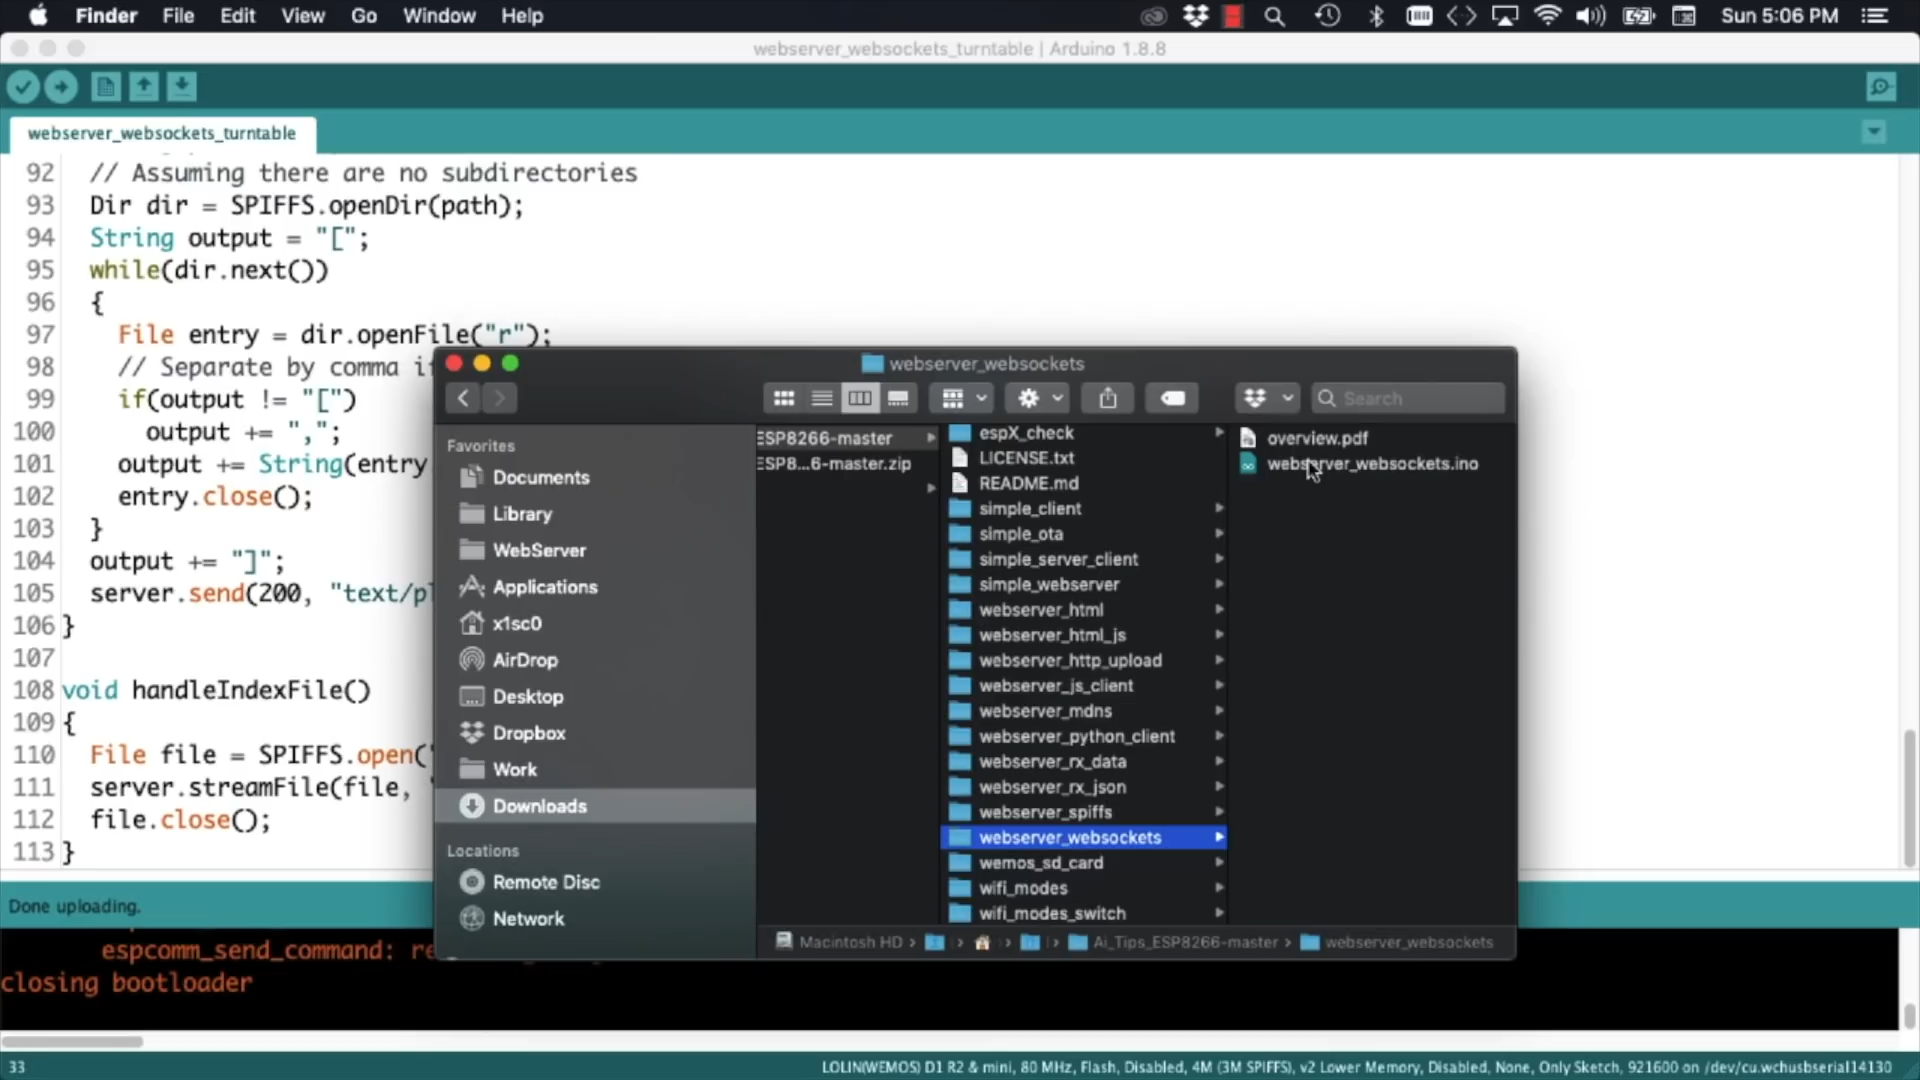 Finder File Edit View Go Window Help Sun 5:06 PM
webserver_websockets_turntable | Arduino 1.8.8
webserver_websockets_turntable
92 // Assuming there are no subdirectories
93 Dir dir = SPIFFS.openDir(path);
94 String output = "[";
95 while(dir.next())
96 {
97 File entry = dir.openFile("r");
98 // Separate by comma i
99 if(output != "[")
100 output += ",";
101 output += String(entry
102 entry.close();
103 }
104 output += "]";
105 server.send(200, "text/pl
106 }
107
108 void handleIndexFile()
109 {
110 File file = SPIFFS.open(
111 server.streamFile(file,
112 file.close();
113 }
Done uploading.
espcomm_send_command: re
closing bootloader
33
LOLIN(WEMOS) D1 R2 & mini, 80 MHz, Flash, Disabled, 4M (3M SPIFFS), v2 Lower Memory, Disabled, None, Only Sketch, 921600 on /dev/cu.wchusbserial14130
webserver_websockets
Search
Favorites
Documents
Library
WebServer
Applications
x1sc0
AirDrop
Desktop
Dropbox
Work
Downloads
Locations
Remote Disc
Network
ESP8266-master
ESP8...6-master.zip
espX_check
LICENSE.txt
README.md
simple_client
simple_ota
simple_server_client
simple_webserver
webserver_html
webserver_html_js
webserver_http_upload
webserver_js_client
webserver_mdns
webserver_python_client
webserver_rx_data
webserver_rx_json
webserver_spiffs
webserver_websockets
wemos_sd_card
wifi_modes
wifi_modes_switch
overview.pdf
webserver_websockets.ino
Macintosh HD › › › › Ai_Tips_ESP8266-master › webserver_websockets